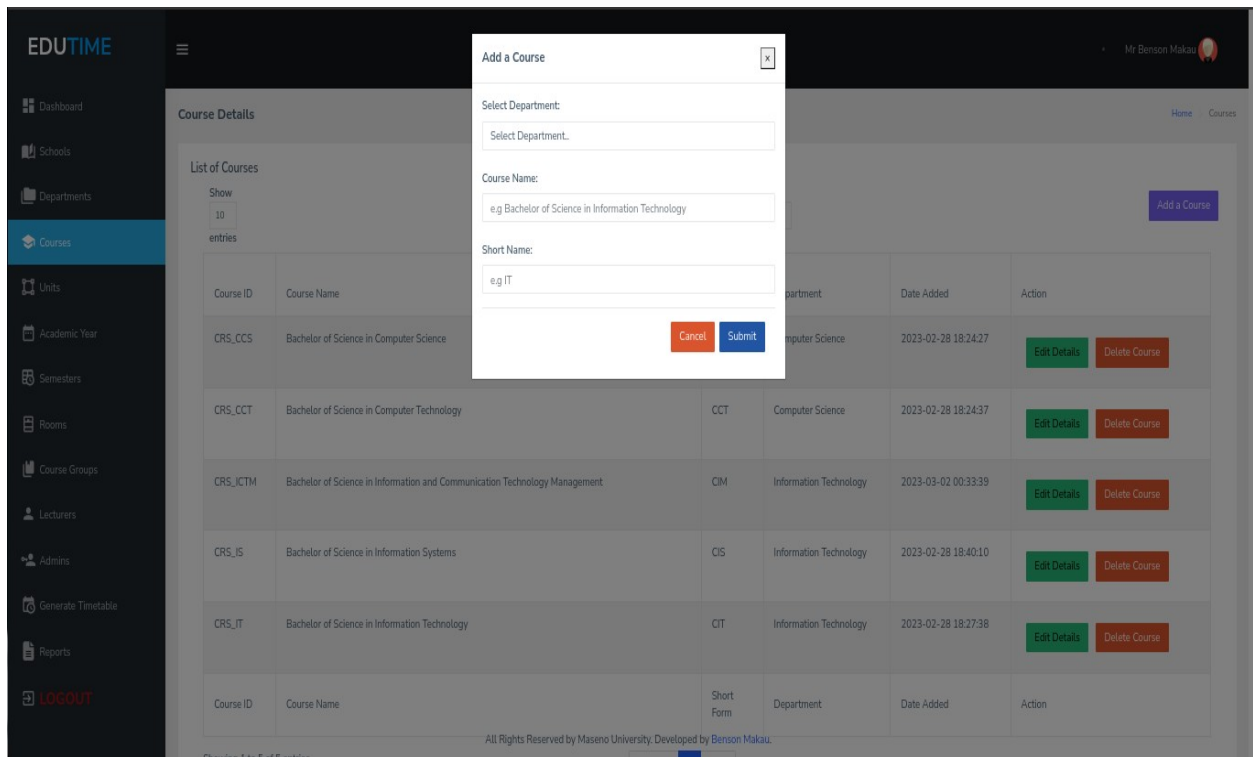 EDUTIME
Mr Benson Makau
Dashboard
Schools
Departments
Courses
Units
Academic Year
Semesters
Rooms
Course Groups
Lecturers
Admins
Generate Timetable
Reports
LOGOUT
Course Details
Home Courses
List of Courses
Show
10
entries
Add a Course
Add a Course
x
Select Department:
Select Department..
Course Name:
e.g Bachelor of Science in Information Technology
Short Name:
e.g IT
Cancel Submit
Course ID Course Name Date Added Action
CRS_CCS Bachelor of Science in Computer Science Science 2023-02-28 18:24:27 Edit Details Delete Course
CRS_CCT Bachelor of Science in Computer Technology CCT Computer Science 2023-02-28 18:24:37 Edit Details Delete Course
CRS_ICTM Bachelor of Science in Information and Communication Technology Management CIM Information Technology 2023-03-02 00:33:39 Edit Details Delete Course
CRS_IS Bachelor of Science in Information Systems CIS Information Technology 2023-02-28 18:40:10 Edit Details Delete Course
CRS_IT Bachelor of Science in Information Technology CIT Information Technology 2023-02-28 18:27:38 Edit Details Delete Course
Course ID Course Name Short Form Department Date Added Action
All Rights Reserved by Maseno University. Developed by Benson Makau.